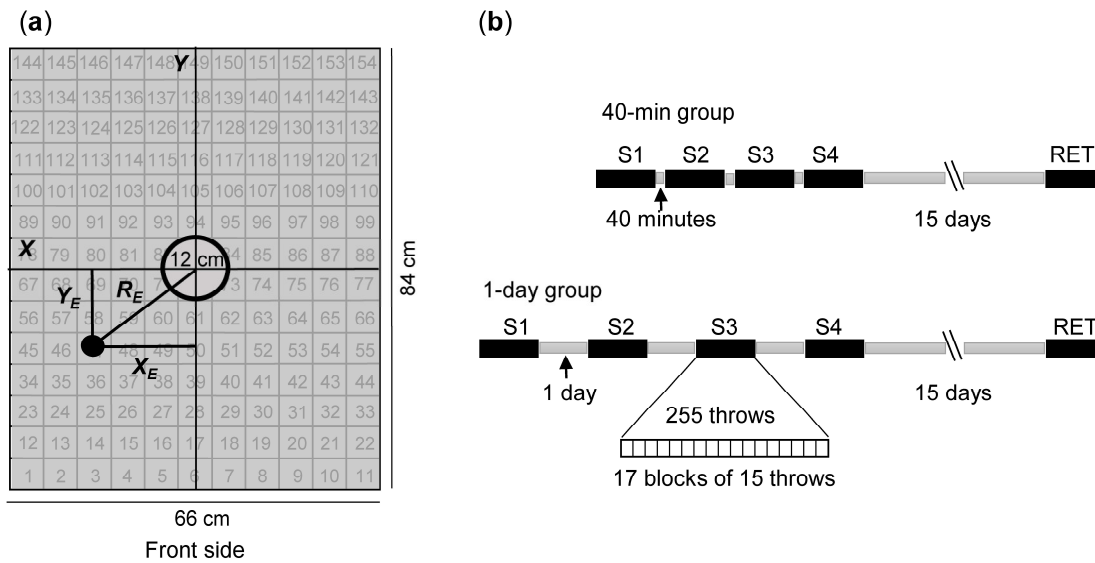 (a)
144 145 146 147 148 Y 149 150 151 152 153 154
133 134 135 136 137 138 139 140 141 142 143
122 123 124 125 126 127 128 129 130 131 132
111 112 113 114 115 116 117 118 119 120 121
100 101 102 103 104 105 106 107 108 109 110
89 90 91 92 93 94 95 96 97 98 99
X
78 79 80 81 12 cm 84 85 86 87 88
67 68 69 70 73 74 75 76 77
Y_E R_E
56 57 58 59 60 61 62 63 64 65 66
45 46 48 49 50 51 52 53 54 55
X_E
34 35 36 37 38 39 40 41 42 43 44
23 24 25 26 27 28 29 30 31 32 33
12 13 14 15 16 17 18 19 20 21 22
1 2 3 4 5 6 7 8 9 10 11
84 cm
66 cm
Front side
(b)
40-min group
S1 S2 S3 S4 RET
40 minutes 15 days
1-day group
S1 S2 S3 S4 RET
1 day 15 days
255 throws
17 blocks of 15 throws